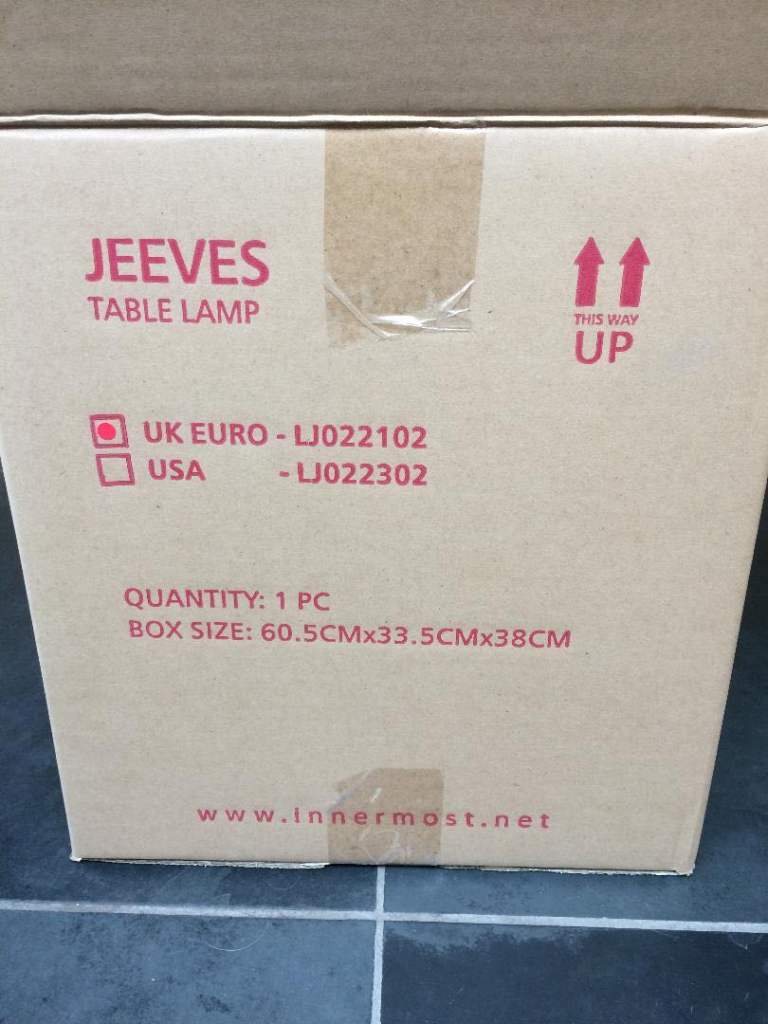 JEEVES
TABLE LAMP
THIS WAY
UP
UK EURO - LJ022102
USA - LJ022302
QUANTITY: 1 PC
BOX SIZE: 60.5CMx33.5CMx38CM
www.innermost.net